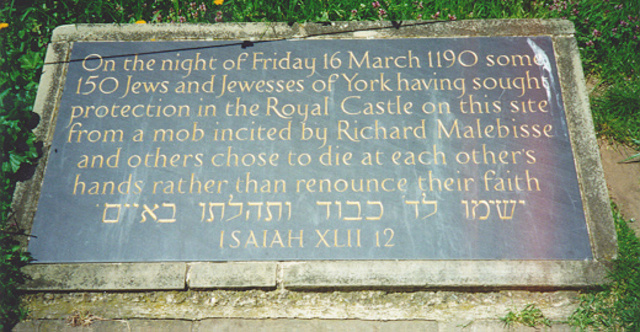 On the night of Friday 16 March 1190 some
150 Jews and Jewesses of York having sought
protection in the Royal Castle on this site
from a mob incited by Richard Malebisse
and others chose to die at each other's
hands rather than renounce their faith
ישימו לד כבוד ותהלתו באיים
ISAIAH XLII 12